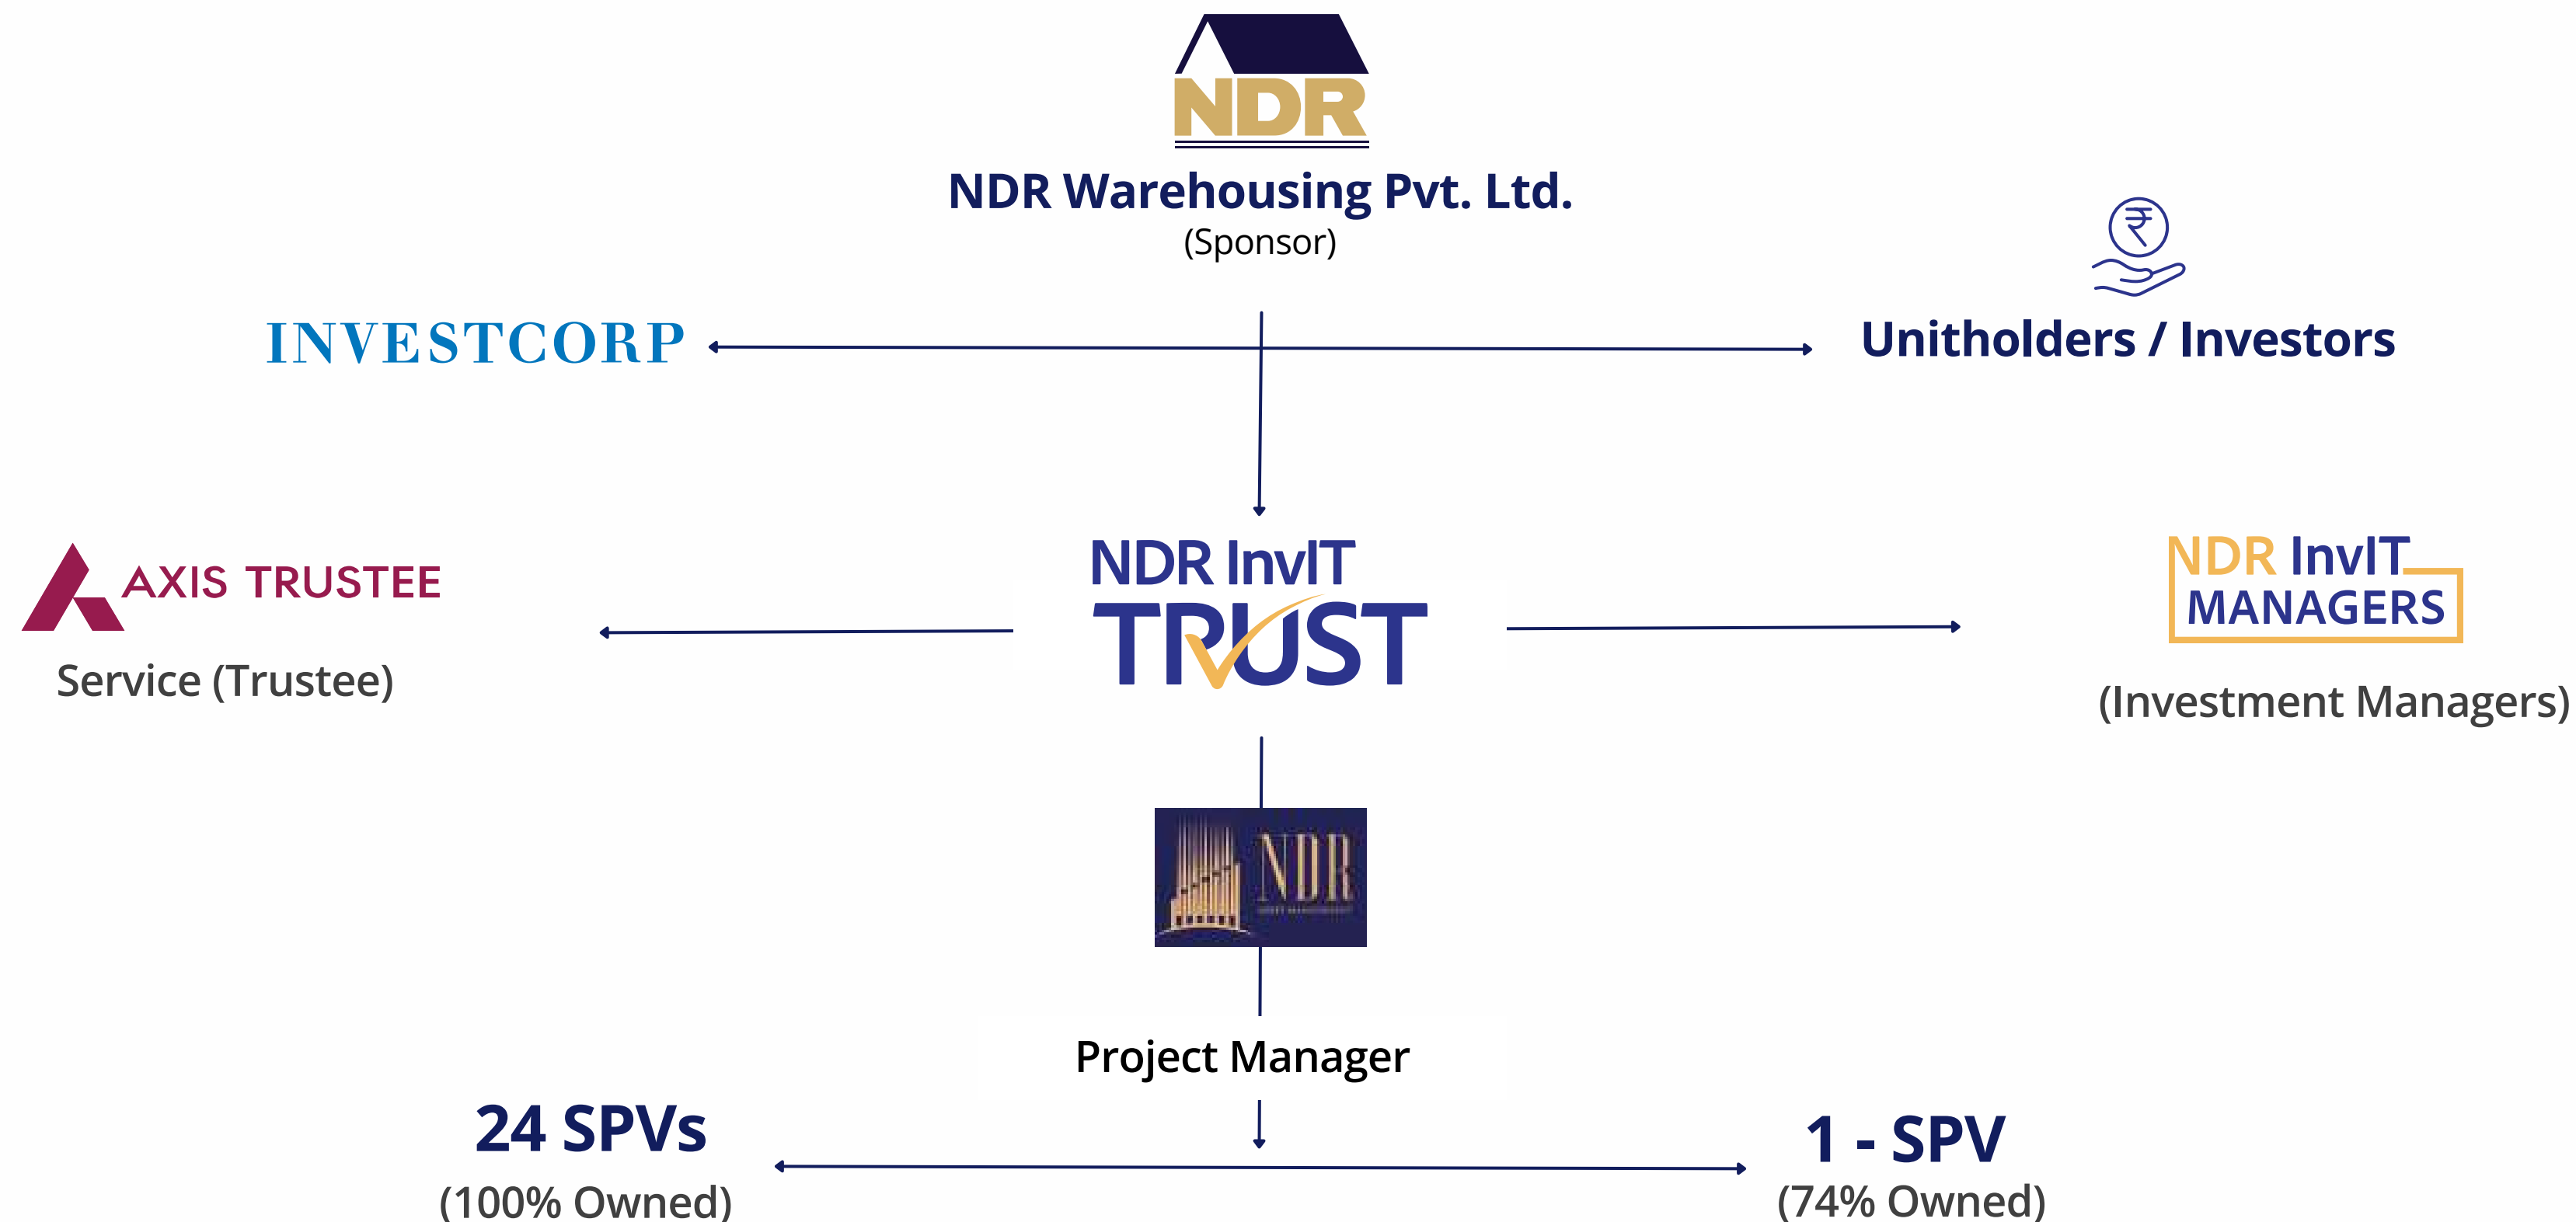 NDR
NDR Warehousing Pvt. Ltd.
(Sponsor)
₹
INVESTCORP
Unitholders / Investors
NDR InvIT
TRUST
AXIS TRUSTEE
Service (Trustee)
NDR InvIT
MANAGERS
(Investment Managers)
NDR
Project Manager
24 SPVs
(100% Owned)
1 - SPV
(74% Owned)